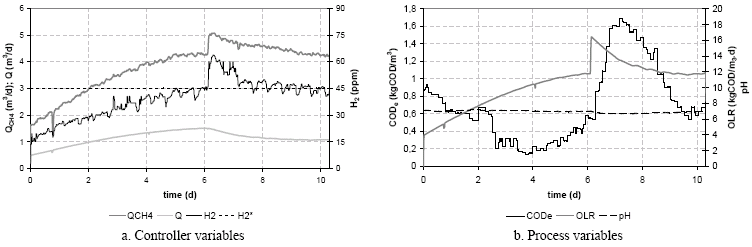 6 90
5 75
4 60
3 45
2 30
1 15
0 0
0 2 4 6 8 10
Q_CH4 (m³/d); Q (m³/d)
H₂ (ppm)
time (d)
QCH4 Q H2 H2*
a. Controller variables
1,8 20
1,6 18
1,4 16
1,2 14
1 12
0,8 10
0,6 8
0,4 6
0,2 4
0 2
0
0 2 4 6 8 10
CODₑ (kgCOD/m³)
OLR (kgCOD/m₃.d)
pH
time (d)
CODe OLR pH
b. Process variables